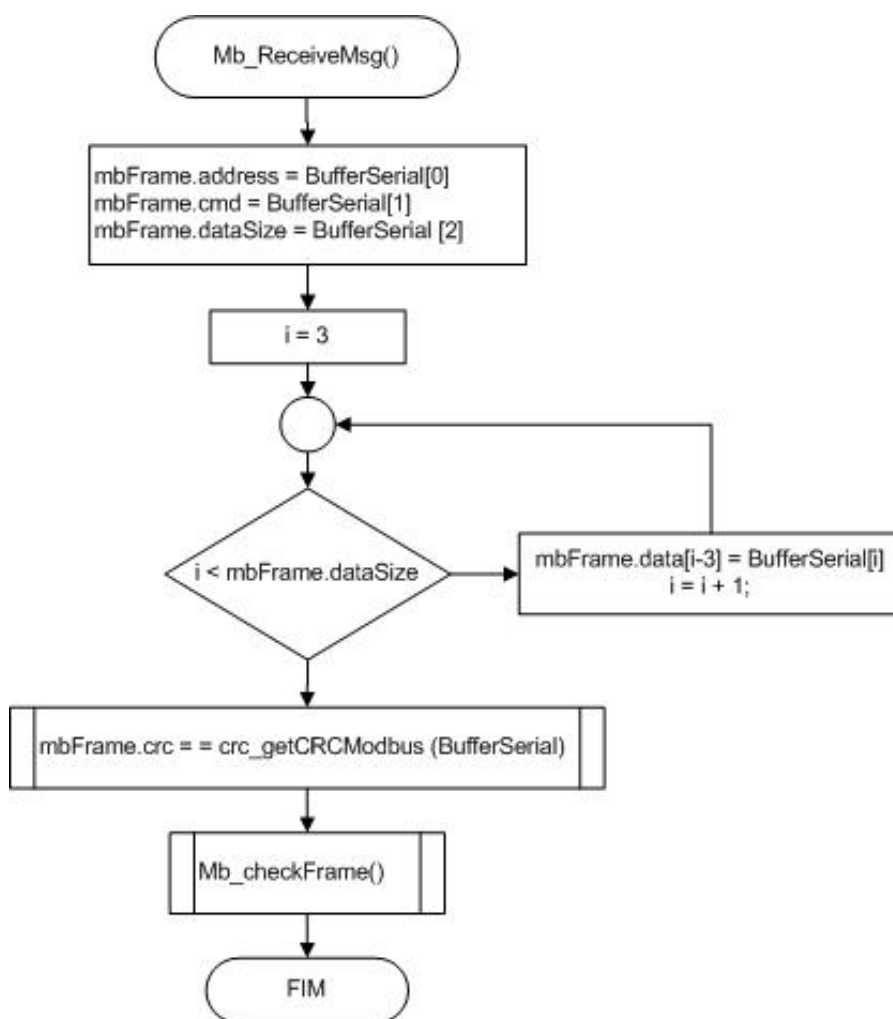 Mb_ReceiveMsg()
mbFrame.address = BufferSerial[0]
mbFrame.cmd = BufferSerial[1]
mbFrame.dataSize = BufferSerial [2]
i = 3
i < mbFrame.dataSize
mbFrame.data[i-3] = BufferSerial[i]
i = i + 1;
mbFrame.crc = = crc_getCRCModbus (BufferSerial)
Mb_checkFrame()
FIM